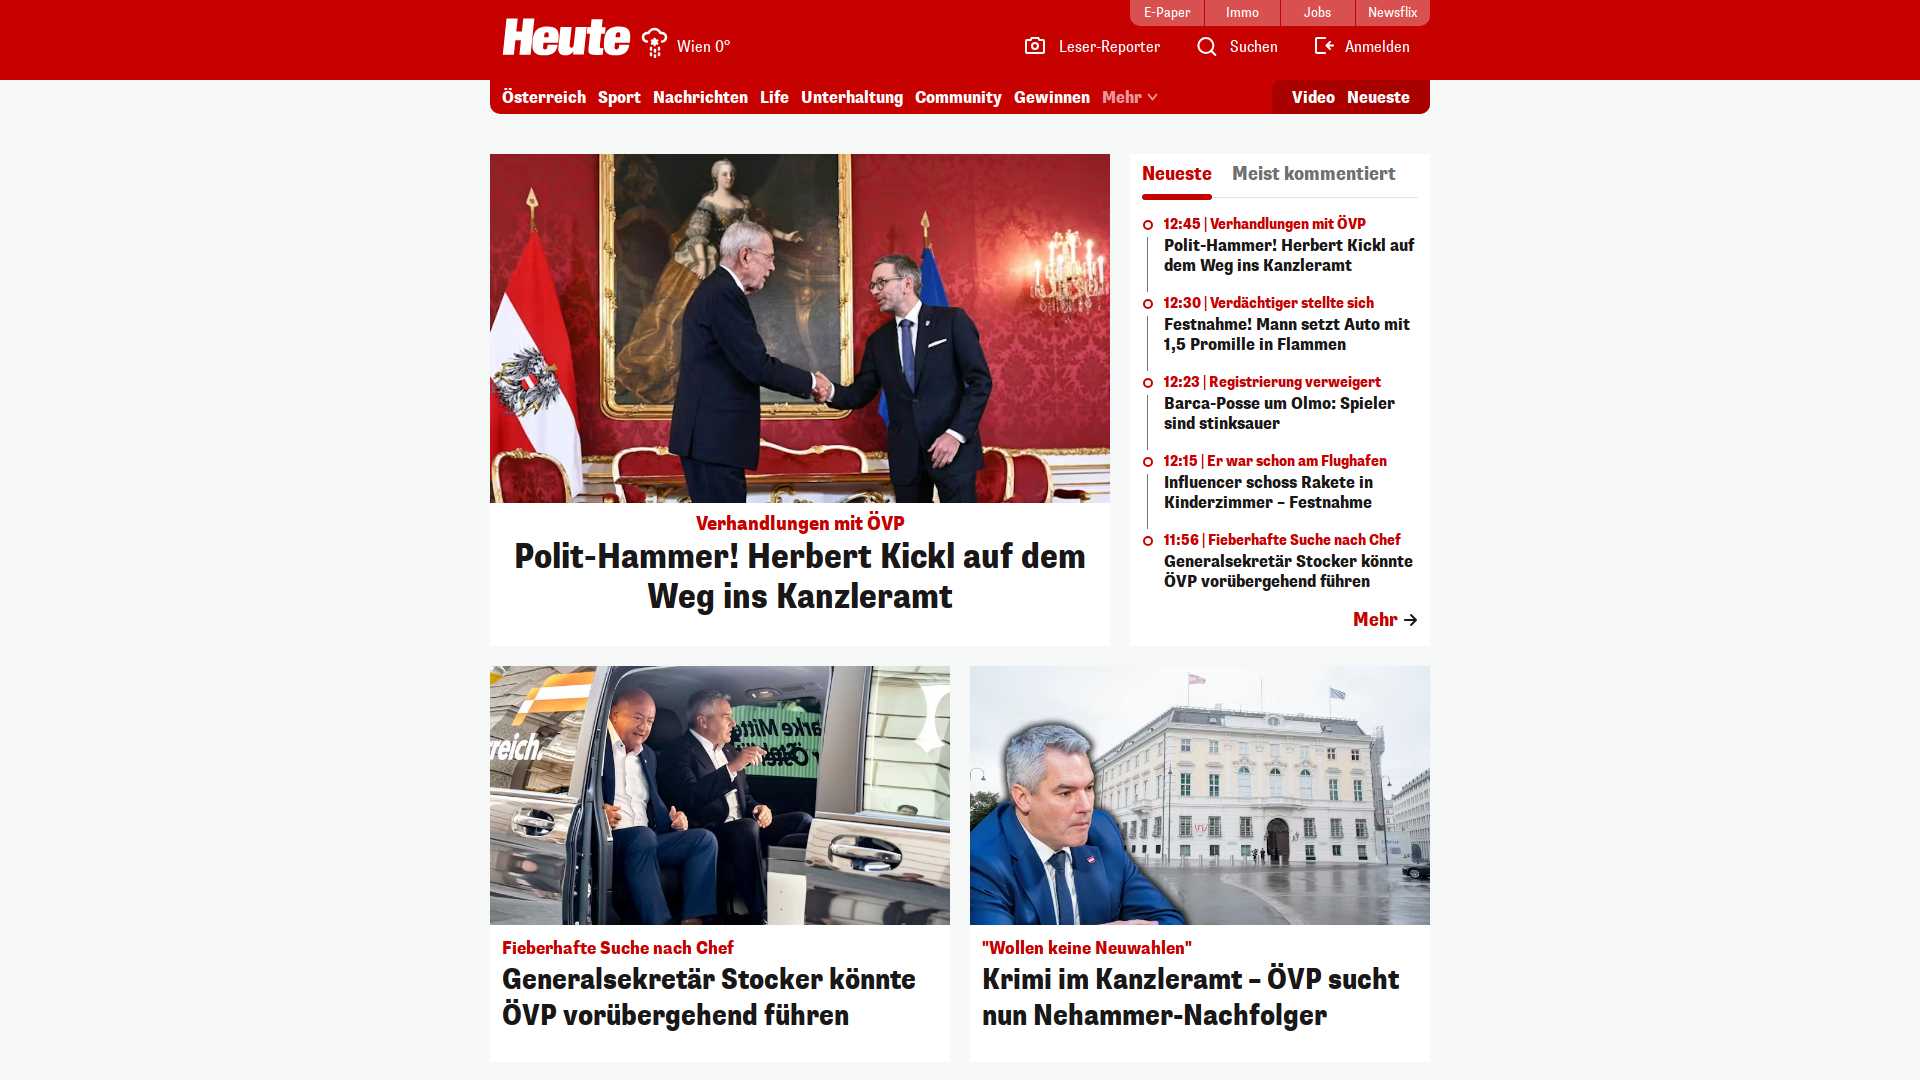 E-Paper
Immo
Jobs
Newsflix
Heute
Wien 0°
Leser-Reporter
Suchen
Anmelden
Österreich
Sport
Nachrichten
Life
Unterhaltung
Community
Gewinnen
Mehr
Video
Neueste
Verhandlungen mit ÖVP
Polit-Hammer! Herbert Kickl auf dem
Weg ins Kanzleramt
Neueste
Meist kommentiert
12:45 | Verhandlungen mit ÖVP
Polit-Hammer! Herbert Kickl auf
dem Weg ins Kanzleramt
12:30 | Verdächtiger stellte sich
Festnahme! Mann setzt Auto mit
1,5 Promille in Flammen
12:23 | Registrierung verweigert
Barca-Posse um Olmo: Spieler
sind stinksauer
12:15 | Er war schon am Flughafen
Influencer schoss Rakete in
Kinderzimmer – Festnahme
11:56 | Fieberhafte Suche nach Chef
Generalsekretär Stocker könnte
ÖVP vorübergehend führen
Mehr
reich.
Fieberhafte Suche nach Chef
Generalsekretär Stocker könnte
ÖVP vorübergehend führen
"Wollen keine Neuwahlen"
Krimi im Kanzleramt – ÖVP sucht
nun Nehammer-Nachfolger